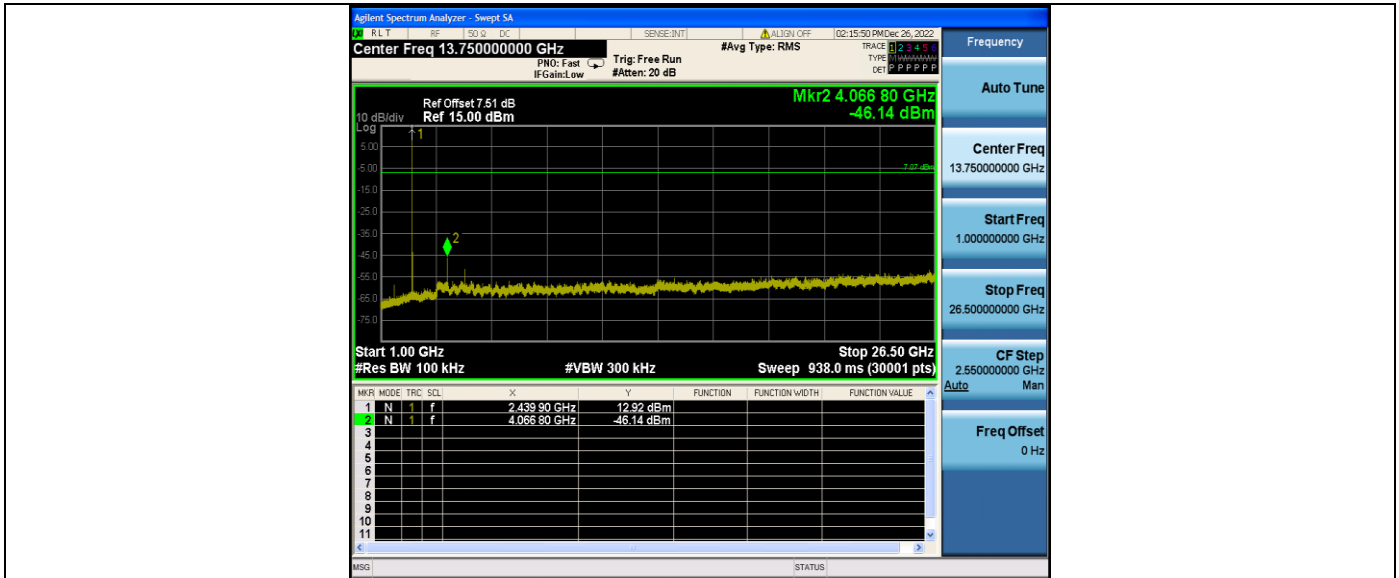 Agilent Spectrum Analyzer - Swept SA
RL T RF 50 Ω DC SENSE:INT ALIGN OFF 02:15:50 PM Dec 26, 2022
Center Freq 13.750000000 GHz #Avg Type: RMS TRACE 1 2 3 4 5 6
PNO: Fast Trig: Free Run TYPE M
IFGain:Low #Atten: 20 dB DET P P P P P P
Mkr2 4.066 80 GHz
-46.14 dBm
Ref Offset 7.51 dB
10 dB/div Ref 15.00 dBm
Log
1
5.00
-5.00
-7.07 dBm
-15.0
-25.0
-35.0
2
-45.0
-55.0
-65.0
-75.0
Start 1.00 GHz Stop 26.50 GHz
#Res BW 100 kHz #VBW 300 kHz Sweep 938.0 ms (30001 pts)
MKR MODE TRC SCL X Y FUNCTION FUNCTION WIDTH FUNCTION VALUE
1 N 1 f 2.439 90 GHz 12.92 dBm
2 N 1 f 4.066 80 GHz -46.14 dBm
3
4
5
6
7
8
9
10
11
MSG STATUS
Frequency
Auto Tune
Center Freq
13.750000000 GHz
Start Freq
1.000000000 GHz
Stop Freq
26.500000000 GHz
CF Step
2.550000000 GHz
Auto Man
Freq Offset
0 Hz